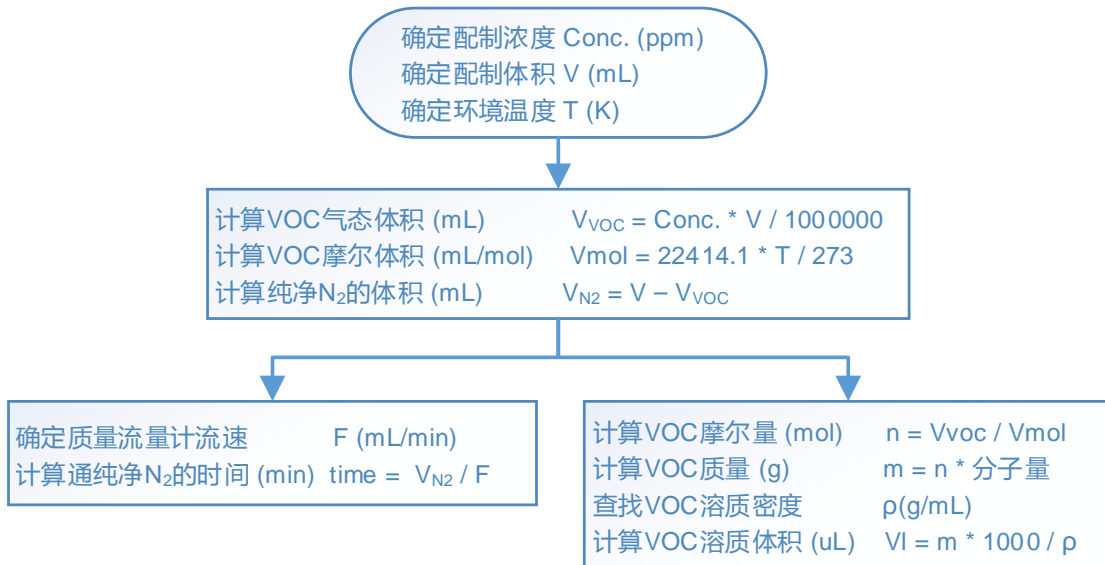 确定配制浓度 Conc. (ppm)
确定配制体积 V (mL)
确定环境温度 T (K)
计算VOC气态体积 (mL) V_VOC = Conc. * V / 1000000
计算VOC摩尔体积 (mL/mol) Vmol = 22414.1 * T / 273
计算纯净N₂的体积 (mL) V_N2 = V – V_VOC
确定质量流量计流速 F (mL/min)
计算通纯净N₂的时间 (min) time = V_N2 / F
计算VOC摩尔量 (mol) n = Vvoc / Vmol
计算VOC质量 (g) m = n * 分子量
查找VOC溶质密度 ρ(g/mL)
计算VOC溶质体积 (uL) Vl = m * 1000 / ρ